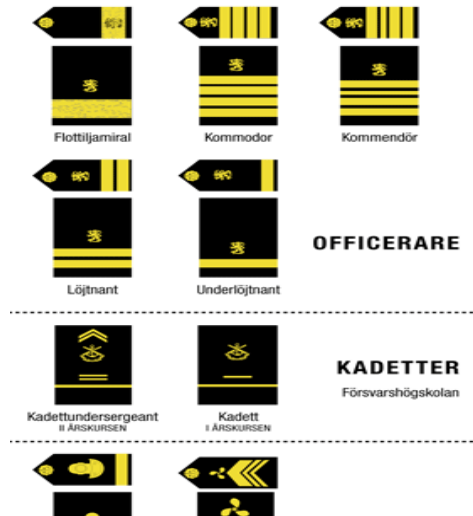 Flottiljamiral
Kommodor
Kommendör
Löjtnant
Underlöjtnant
OFFICERARE
Kadettundersergeant
II ÅRSKURSEN
Kadett
I ÅRSKURSEN
KADETTER
Försvarshögskolan